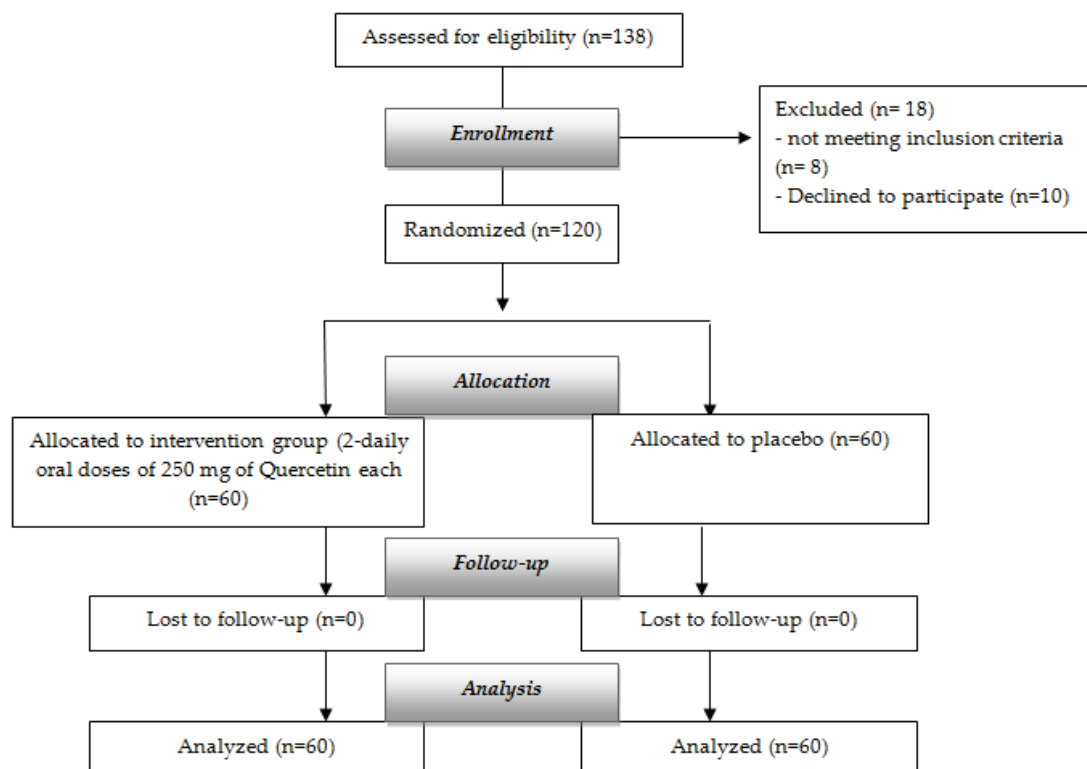 Assessed for eligibility (n=138)
Enrollment
Excluded (n= 18)
- not meeting inclusion criteria
(n= 8)
- Declined to participate (n=10)
Randomized (n=120)
Allocation
Allocated to intervention group (2-daily
oral doses of 250 mg of Quercetin each
(n=60)
Allocated to placebo (n=60)
Follow-up
Lost to follow-up (n=0)
Lost to follow-up (n=0)
Analysis
Analyzed (n=60)
Analyzed (n=60)